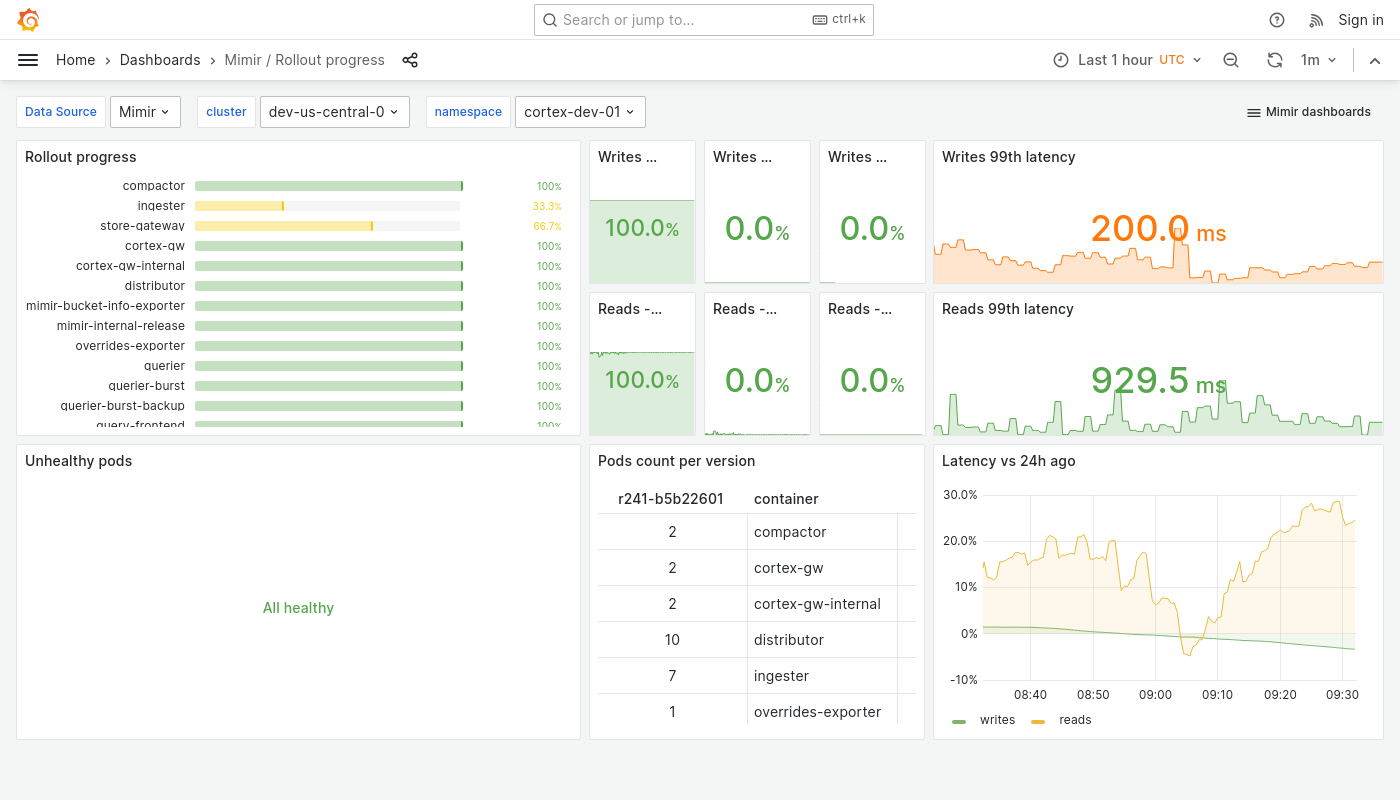 Search or jump to...
ctrl+k
Sign in
Home
Dashboards
Mimir / Rollout progress
Last 1 hour UTC
1m
Data Source
Mimir
cluster
dev-us-central-0
namespace
cortex-dev-01
Mimir dashboards
Rollout progress
compactor 100%
ingester 33.3%
store-gateway 66.7%
cortex-gw 100%
cortex-gw-internal 100%
distributor 100%
mimir-bucket-info-exporter 100%
mimir-internal-release 100%
overrides-exporter 100%
querier 100%
querier-burst 100%
querier-burst-backup 100%
query-frontend 100%
Writes ...
100.0%
Writes ...
0.0%
Writes ...
0.0%
Writes 99th latency
200.0 ms
Reads -...
100.0%
Reads -...
0.0%
Reads -...
0.0%
Reads 99th latency
929.5 ms
Unhealthy pods
All healthy
Pods count per version
r241-b5b22601 container
2 compactor
2 cortex-gw
2 cortex-gw-internal
10 distributor
7 ingester
1 overrides-exporter
Latency vs 24h ago
30.0%
20.0%
10%
0%
-10%
08:40 08:50 09:00 09:10 09:20 09:30
writes reads